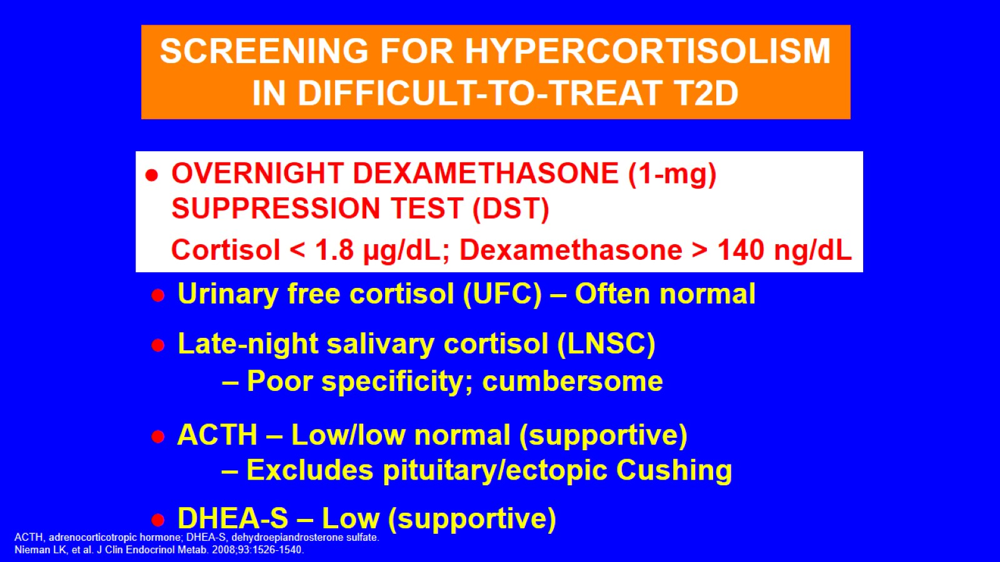 SCREENING FOR HYPERCORTISOLISM
IN DIFFICULT-TO-TREAT T2D
● OVERNIGHT DEXAMETHASONE (1-mg)
SUPPRESSION TEST (DST)
Cortisol < 1.8 µg/dL; Dexamethasone > 140 ng/dL
● Urinary free cortisol (UFC) – Often normal
● Late-night salivary cortisol (LNSC)
– Poor specificity; cumbersome
● ACTH – Low/low normal (supportive)
– Excludes pituitary/ectopic Cushing
● DHEA-S – Low (supportive)
ACTH, adrenocorticotropic hormone; DHEA-S, dehydroepiandrosterone sulfate.
Nieman LK, et al. J Clin Endocrinol Metab. 2008;93:1526-1540.